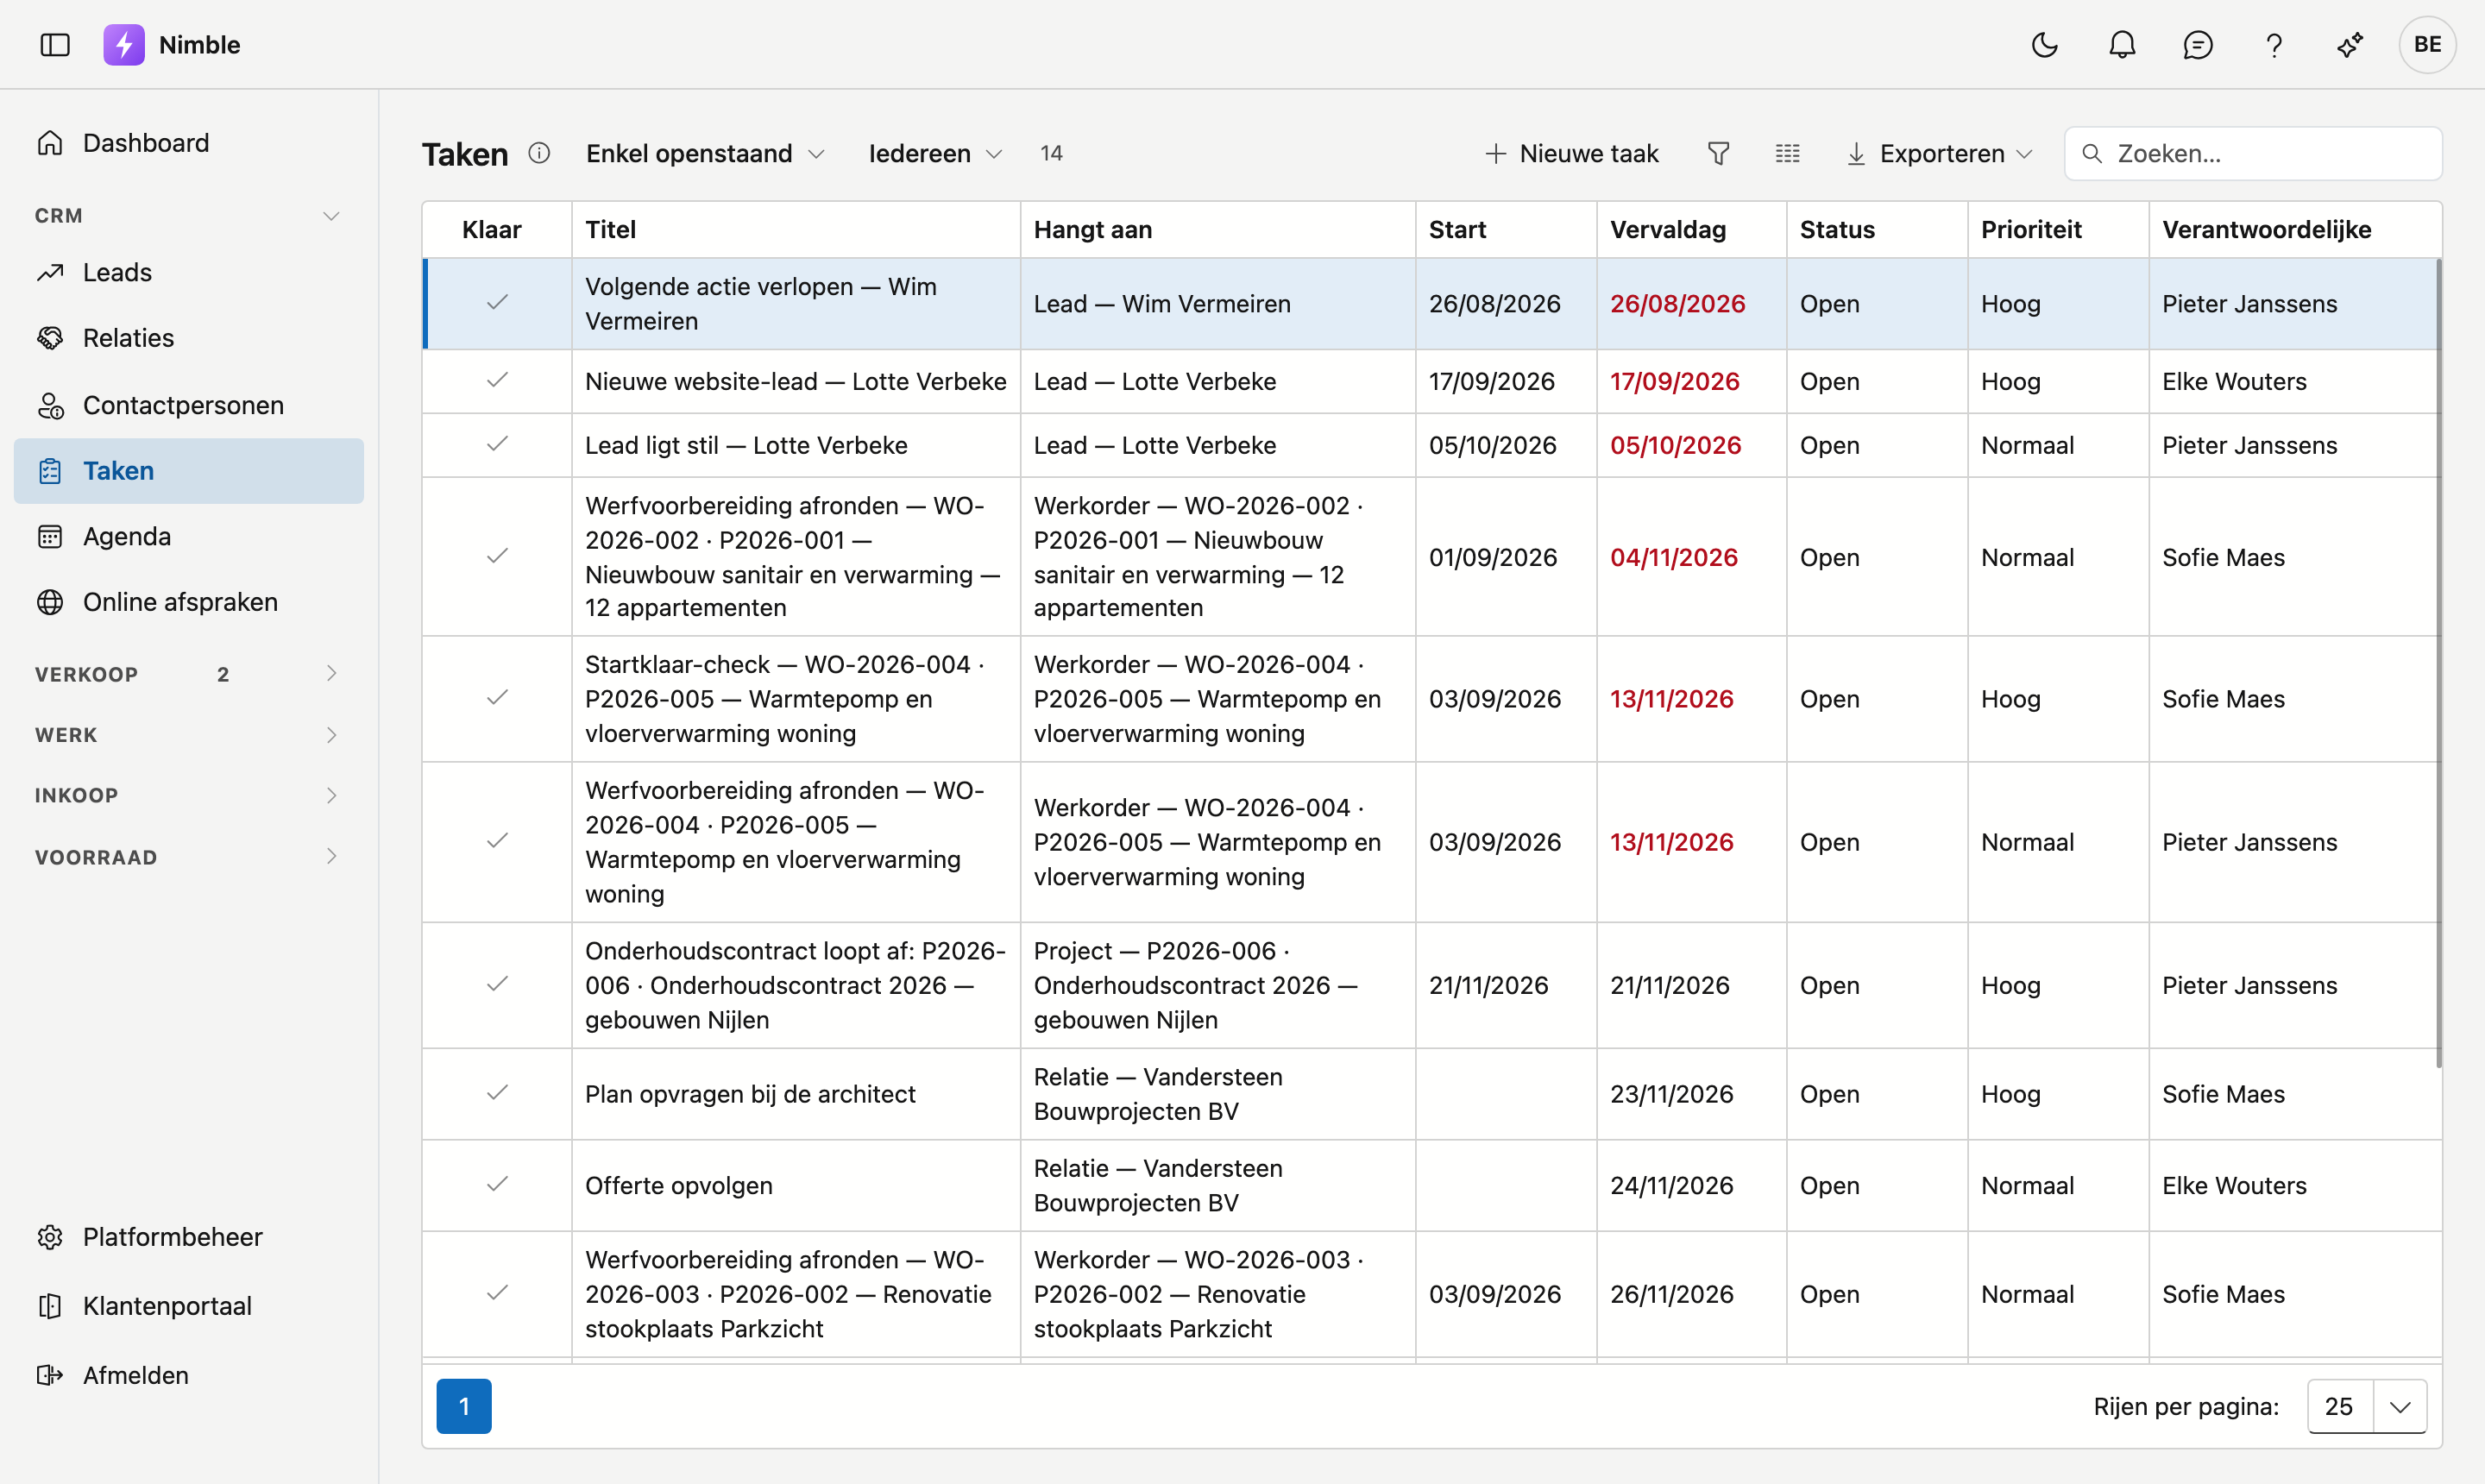 Nimble
BE
Dashboard
CRM
Leads
Relaties
Contactpersonen
Taken
Agenda
Online afspraken
VERKOOP 2
WERK
INKOOP
VOORRAAD
Platformbeheer
Klantenportaal
Afmelden
Taken Enkel openstaand Iedereen 14 Nieuwe taak Exporteren Zoeken...
Klaar Titel Hangt aan Start Vervaldag Status Prioriteit Verantwoordelijke
Volgende actie verlopen — Wim
Vermeiren
Lead — Wim Vermeiren
26/08/2026
26/08/2026
Open
Hoog
Pieter Janssens
Nieuwe website-lead — Lotte Verbeke
Lead — Lotte Verbeke
17/09/2026
17/09/2026
Open
Hoog
Elke Wouters
Lead ligt stil — Lotte Verbeke
Lead — Lotte Verbeke
05/10/2026
05/10/2026
Open
Normaal
Pieter Janssens
Werfvoorbereiding afronden — WO-
2026-002 · P2026-001 —
Nieuwbouw sanitair en verwarming —
12 appartementen
Werkorder — WO-2026-002 ·
P2026-001 — Nieuwbouw
sanitair en verwarming — 12
appartementen
01/09/2026
04/11/2026
Open
Normaal
Sofie Maes
Startklaar-check — WO-2026-004 ·
P2026-005 — Warmtepomp en
vloerverwarming woning
Werkorder — WO-2026-004 ·
P2026-005 — Warmtepomp en
vloerverwarming woning
03/09/2026
13/11/2026
Open
Hoog
Sofie Maes
Werfvoorbereiding afronden — WO-
2026-004 · P2026-005 —
Warmtepomp en vloerverwarming
woning
Werkorder — WO-2026-004 ·
P2026-005 — Warmtepomp en
vloerverwarming woning
03/09/2026
13/11/2026
Open
Normaal
Pieter Janssens
Onderhoudscontract loopt af: P2026-
006 · Onderhoudscontract 2026 —
gebouwen Nijlen
Project — P2026-006 ·
Onderhoudscontract 2026 —
gebouwen Nijlen
21/11/2026
21/11/2026
Open
Hoog
Pieter Janssens
Plan opvragen bij de architect
Relatie — Vandersteen
Bouwprojecten BV
23/11/2026
Open
Hoog
Sofie Maes
Offerte opvolgen
Relatie — Vandersteen
Bouwprojecten BV
24/11/2026
Open
Normaal
Elke Wouters
Werfvoorbereiding afronden — WO-
2026-003 · P2026-002 — Renovatie
stookplaats Parkzicht
Werkorder — WO-2026-003 ·
P2026-002 — Renovatie
stookplaats Parkzicht
03/09/2026
26/11/2026
Open
Normaal
Sofie Maes
1
Rijen per pagina: 25